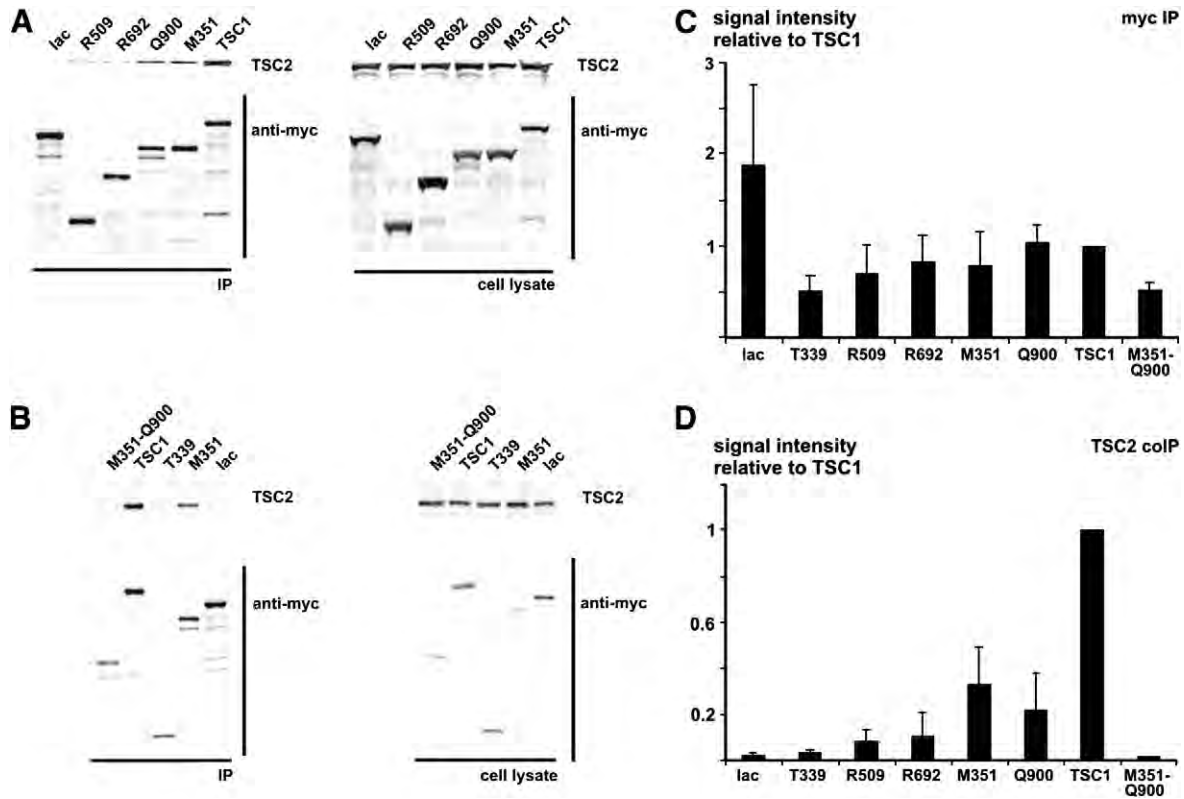 A
lac
R509
R692
Q900
M351
TSC1
TSC2
anti-myc
IP
lac
R509
R692
Q900
M351
TSC1
TSC2
anti-myc
cell lysate
B
M351-Q900
TSC1
T339
M351
lac
TSC2
anti-myc
IP
M351-Q900
TSC1
T339
M351
lac
TSC2
anti-myc
cell lysate
C
signal intensity
relative to TSC1
myc IP
3
2
1
0
lac T339 R509 R692 M351 Q900 TSC1 M351-
Q900
D
signal intensity
relative to TSC1
TSC2 coIP
1
0.6
0.2
lac T339 R509 R692 M351 Q900 TSC1 M351-
Q900